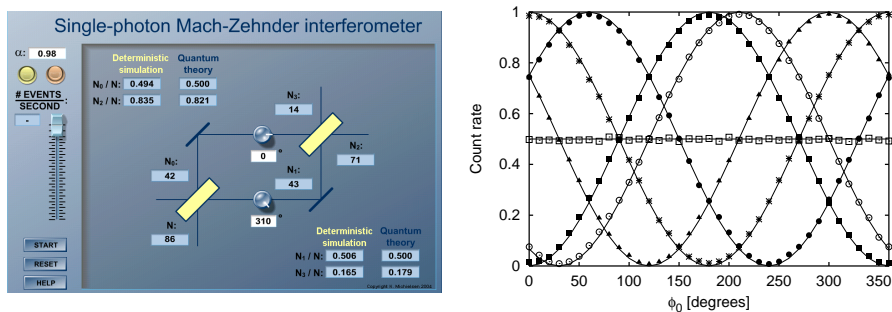 Single-photon Mach-Zehnder interferometer
α: 0.98
# EVENTS
SECOND :
-
START
RESET
HELP
Deterministic simulation Quantum theory
N0 / N: 0.494 0.500
N2 / N: 0.835 0.821
N3:
14
0 °
N2:
71
N0:
42
N1:
43
310 °
N:
86
Deterministic simulation Quantum theory
N1 / N: 0.506 0.500
N3 / N: 0.165 0.179
Copyright K. Michielsen 2004
Count rate
1
0.8
0.6
0.4
0.2
0
0 50 100 150 200 250 300 350
ϕ0 [degrees]